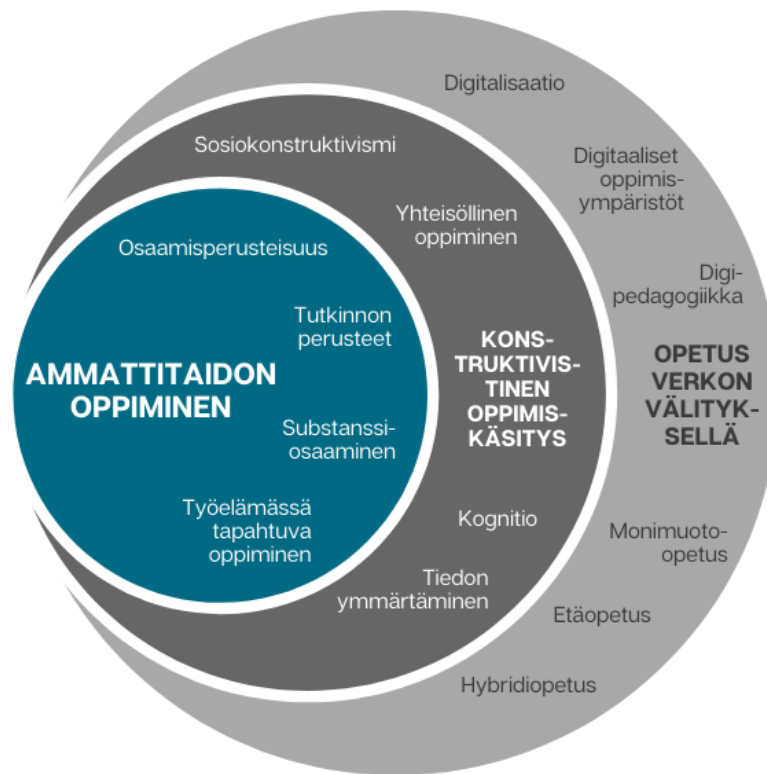 Digitalisaatio
Digitaaliset
oppimis-
ympäristöt
Digi-
pedagogiikka
OPETUS
VERKON
VÄLITYK-
SELLÄ
Monimuoto-
opetus
Etäopetus
Hybridiopetus
Sosiokonstruktivismi
Yhteisöllinen
oppiminen
KONS-
TRUKTIVIS-
TINEN
OPPIMIS-
KÄSITYS
Kognitio
Tiedon
ymmärtäminen
Osaamisperusteisuus
Tutkinnon
perusteet
AMMATTITAIDON
OPPIMINEN
Substanssi-
osaaminen
Työelämässä
tapahtuva
oppiminen